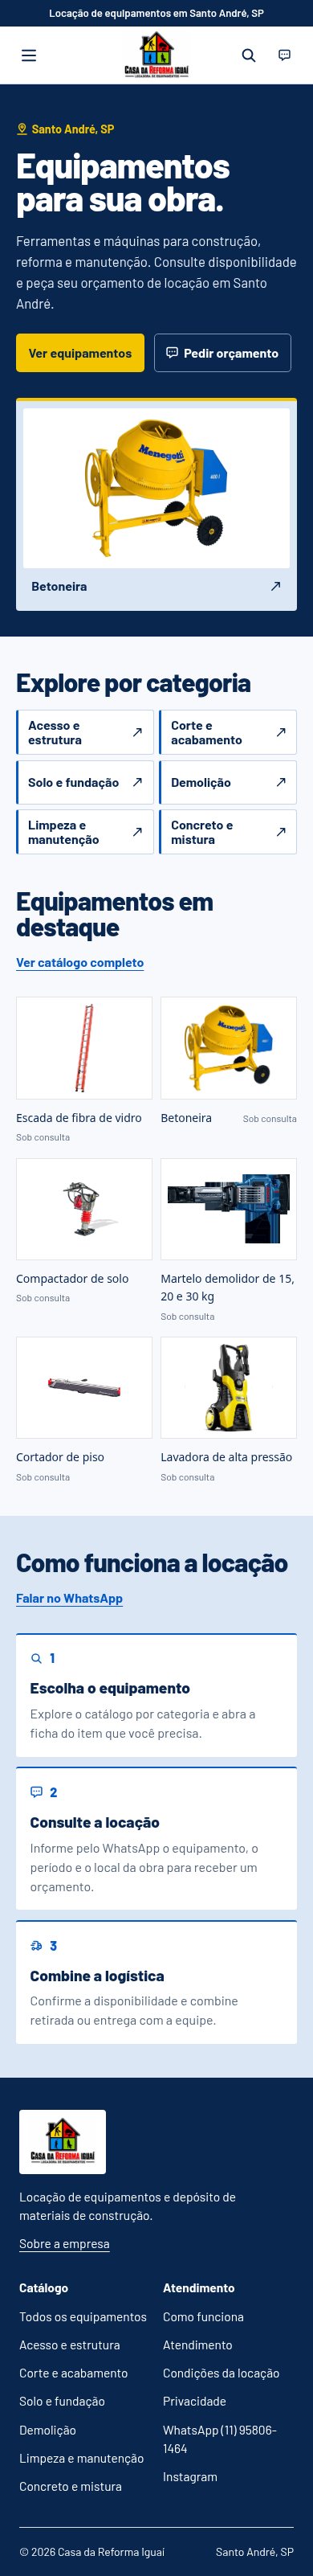 Locação de equipamentos em Santo André, SP
CASA DA REFORMA IGUAÍ
Santo André, SP
Equipamentos
para sua obra.
Ferramentas e máquinas para construção,
reforma e manutenção. Consulte disponibilidade
e peça seu orçamento de locação em Santo
André.
Ver equipamentos
Pedir orçamento
Menegotti
Betoneira
Explore por categoria
Acesso e
estrutura
Corte e
acabamento
Solo e fundação
Demolição
Limpeza e
manutenção
Concreto e
mistura
Equipamentos em
destaque
Ver catálogo completo
Menegotti
Escada de fibra de vidro
Sob consulta
Betoneira
Sob consulta
Compactador de solo
Sob consulta
Martelo demolidor de 15,
20 e 30 kg
Sob consulta
Cortador de piso
Sob consulta
Lavadora de alta pressão
Sob consulta
Como funciona a locação
Falar no WhatsApp
1
Escolha o equipamento
Explore o catálogo por categoria e abra a
ficha do item que você precisa.
2
Consulte a locação
Informe pelo WhatsApp o equipamento, o
período e o local da obra para receber um
orçamento.
3
Combine a logística
Confirme a disponibilidade e combine
retirada ou entrega com a equipe.
CASA DA REFORMA IGUAÍ
Locação de equipamentos e depósito de
materiais de construção.
Sobre a empresa
Catálogo
Todos os equipamentos
Acesso e estrutura
Corte e acabamento
Solo e fundação
Demolição
Limpeza e manutenção
Concreto e mistura
Atendimento
Como funciona
Atendimento
Condições da locação
Privacidade
WhatsApp (11) 95806-
1464
Instagram
© 2026 Casa da Reforma Iguaí
Santo André, SP